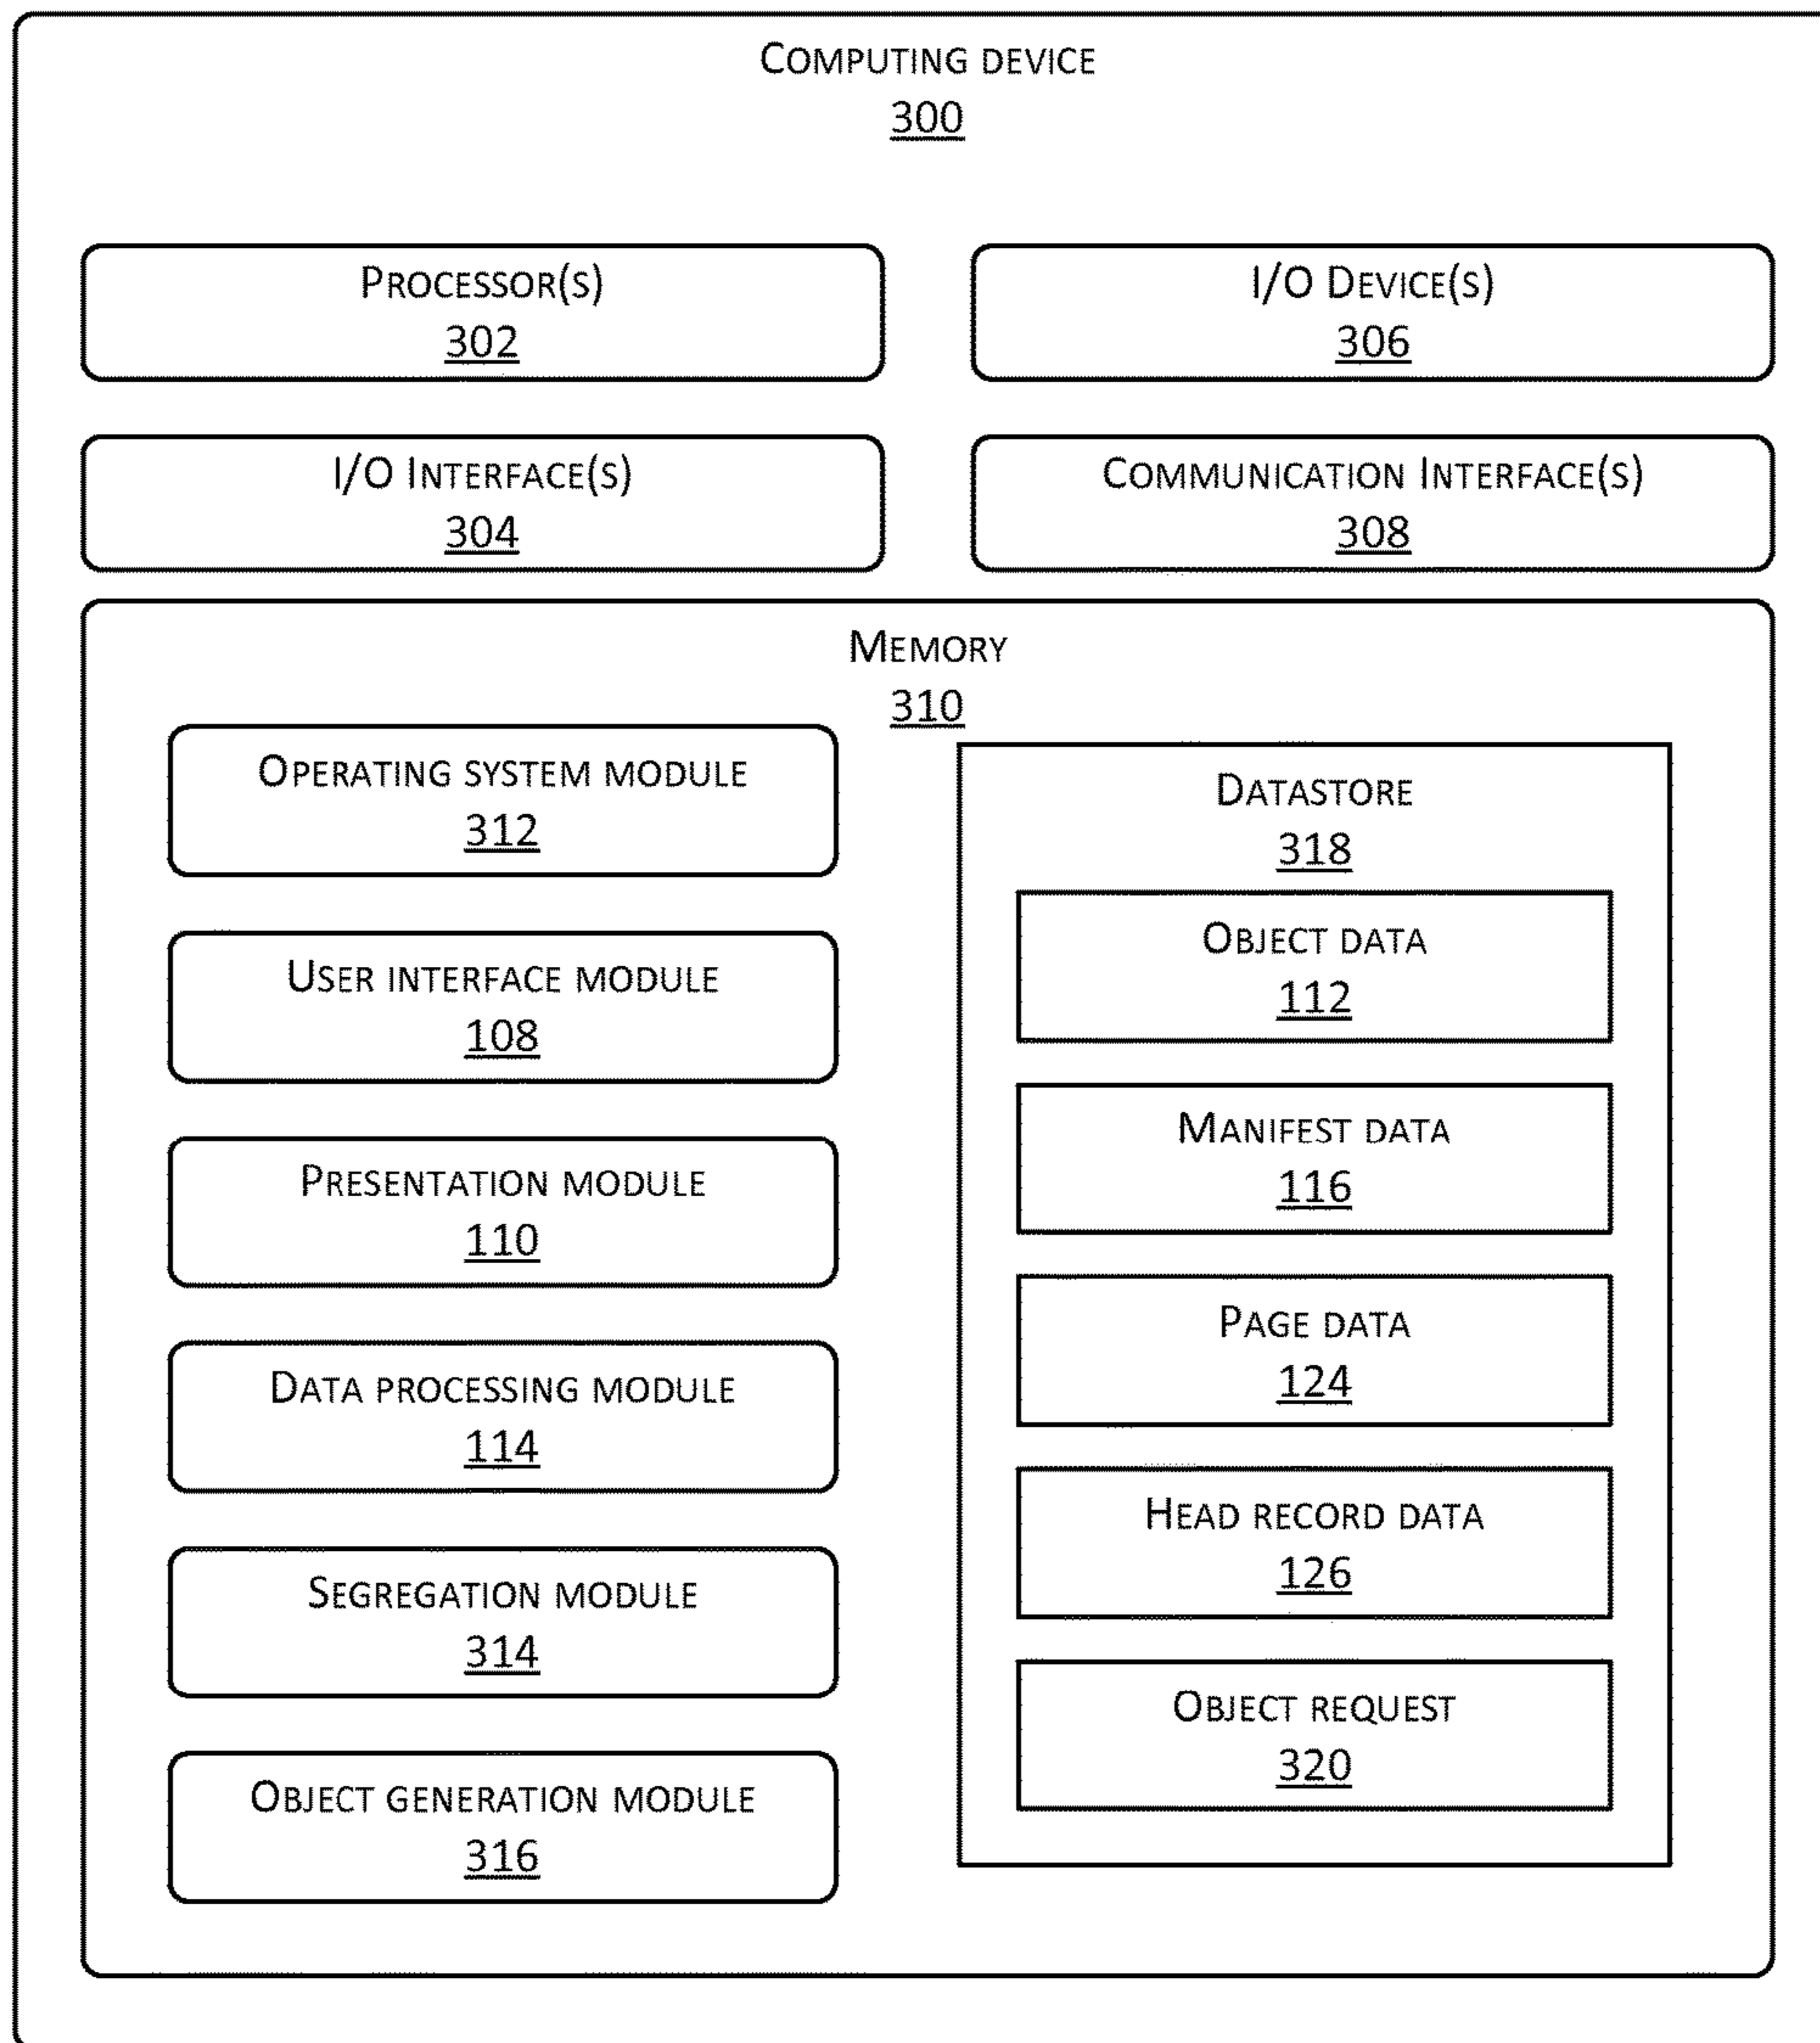 Computing device
300
Processor(s)
302
I/O Device(s)
306
I/O Interface(s)
304
Communication Interface(s)
308
Memory
310
Operating system module
312
User interface module
108
Presentation module
110
Data processing module
114
Segregation module
314
Object generation module
316
Datastore
318
Object data
112
Manifest data
116
Page data
124
Head record data
126
Object request
320